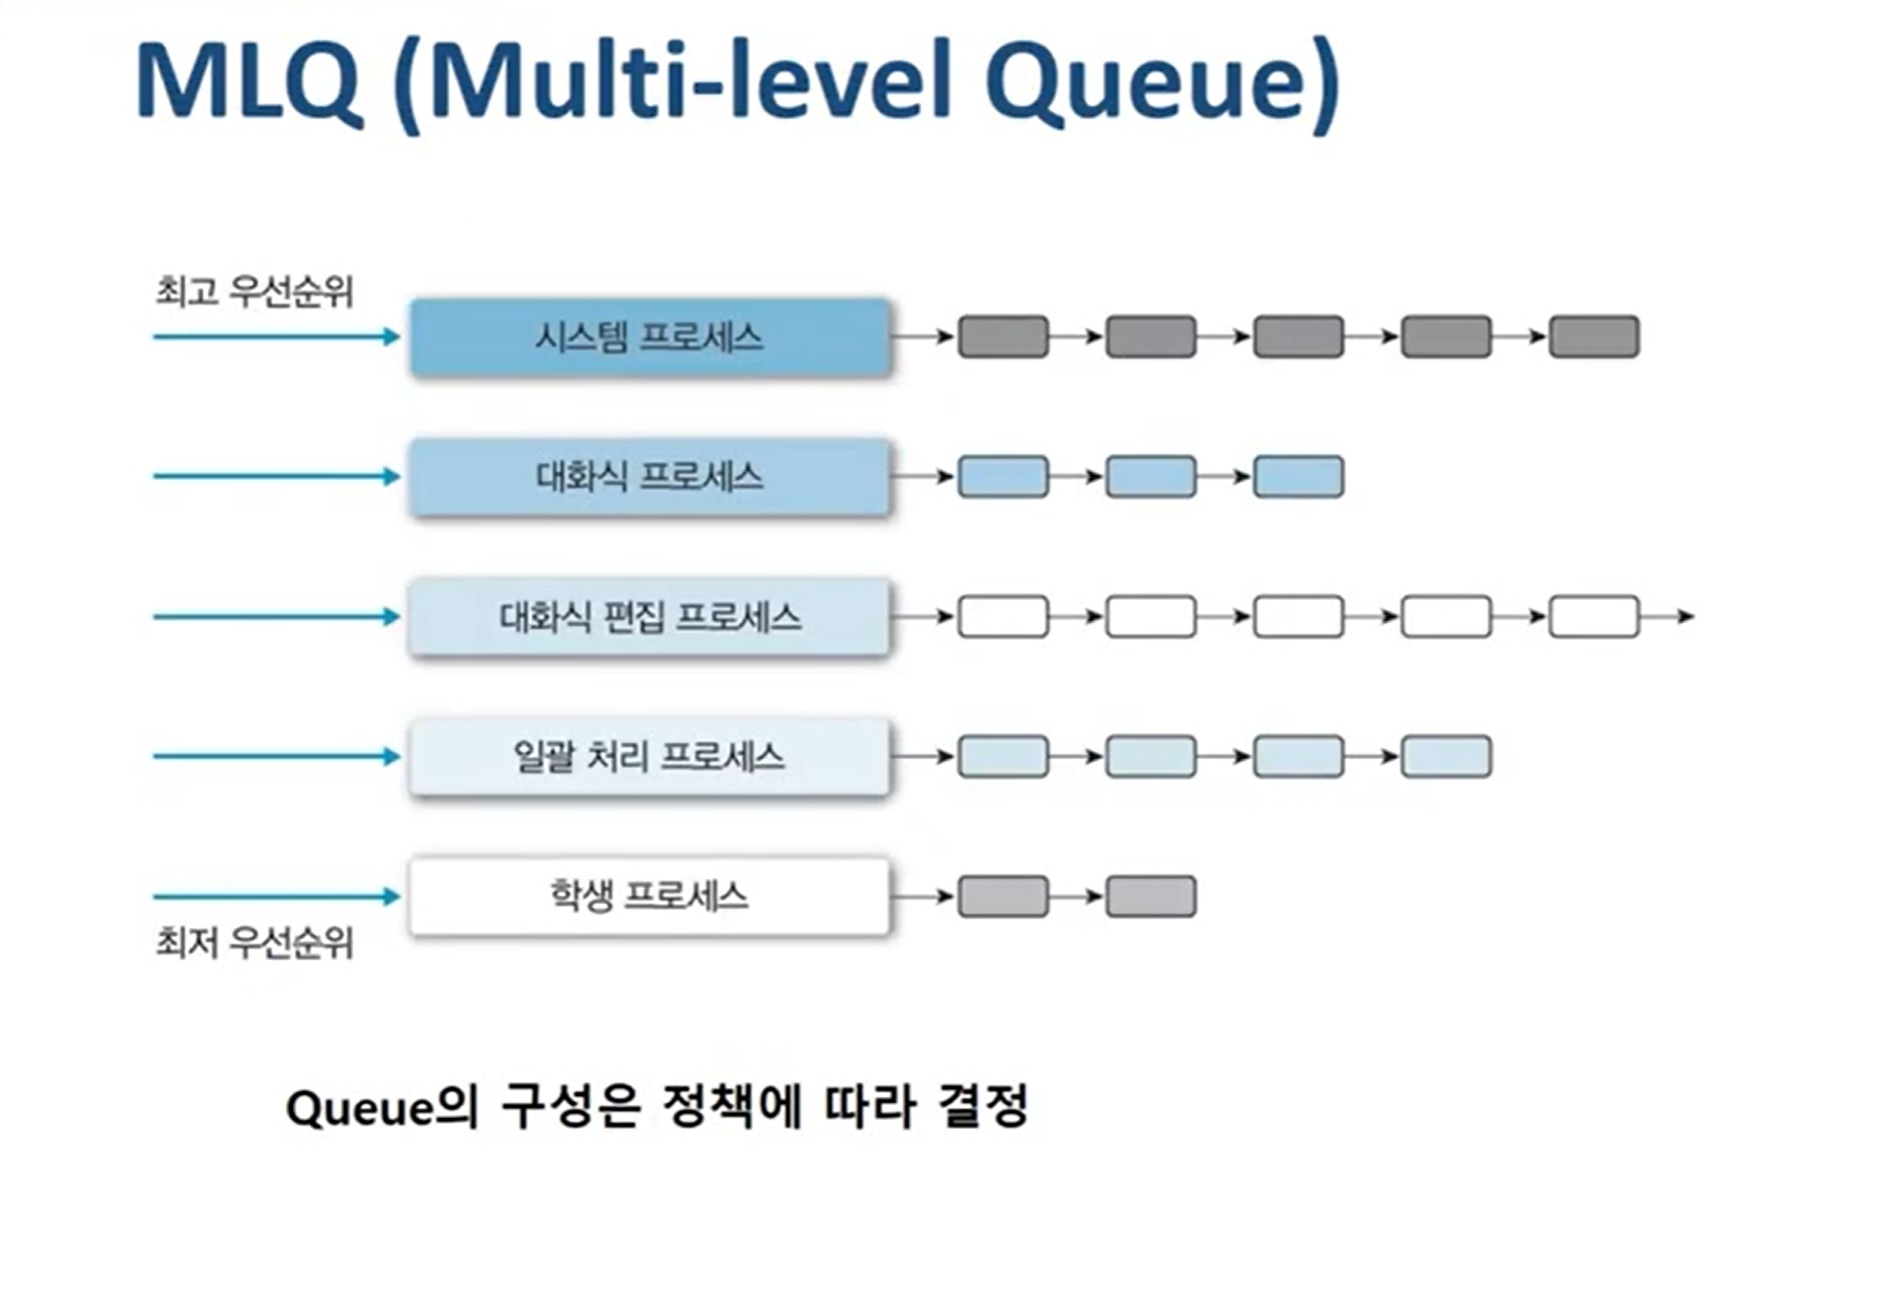 MLQ (Multi-level Queue)
최고 우선순위
시스템 프로세스
대화식 프로세스
대화식 편집 프로세스
일괄 처리 프로세스
학생 프로세스
최저 우선순위
Queue의 구성은 정책에 따라 결정